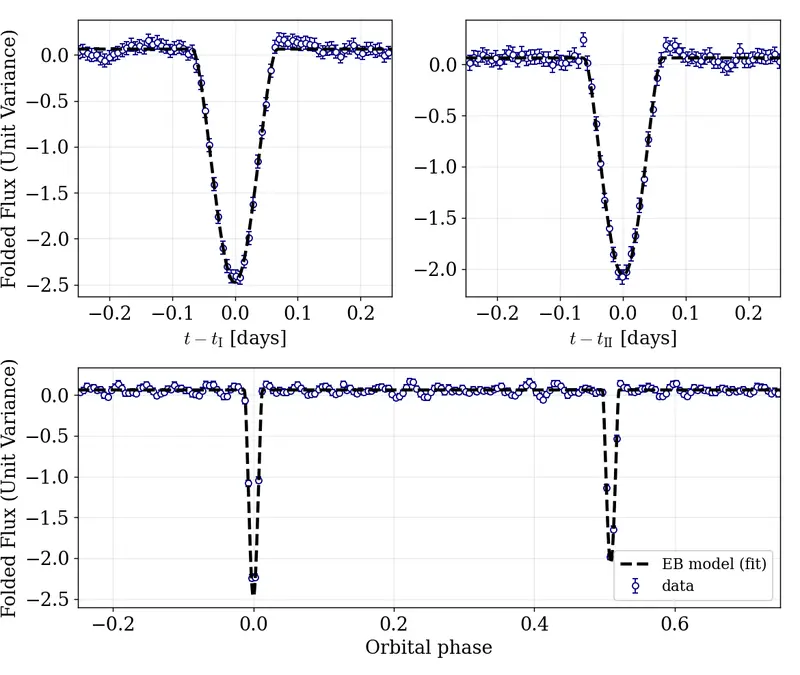 Folded Flux (Unit Variance)
0.0
−0.5
−1.0
−1.5
−2.0
−2.5
−0.2 −0.1 0.0 0.1 0.2
t − tI [days]
0.0
−0.5
−1.0
−1.5
−2.0
−0.2 −0.1 0.0 0.1 0.2
t − tII [days]
Folded Flux (Unit Variance)
0.0
−0.5
−1.0
−1.5
−2.0
−2.5
EB model (fit)
data
−0.2 0.0 0.2 0.4 0.6
Orbital phase